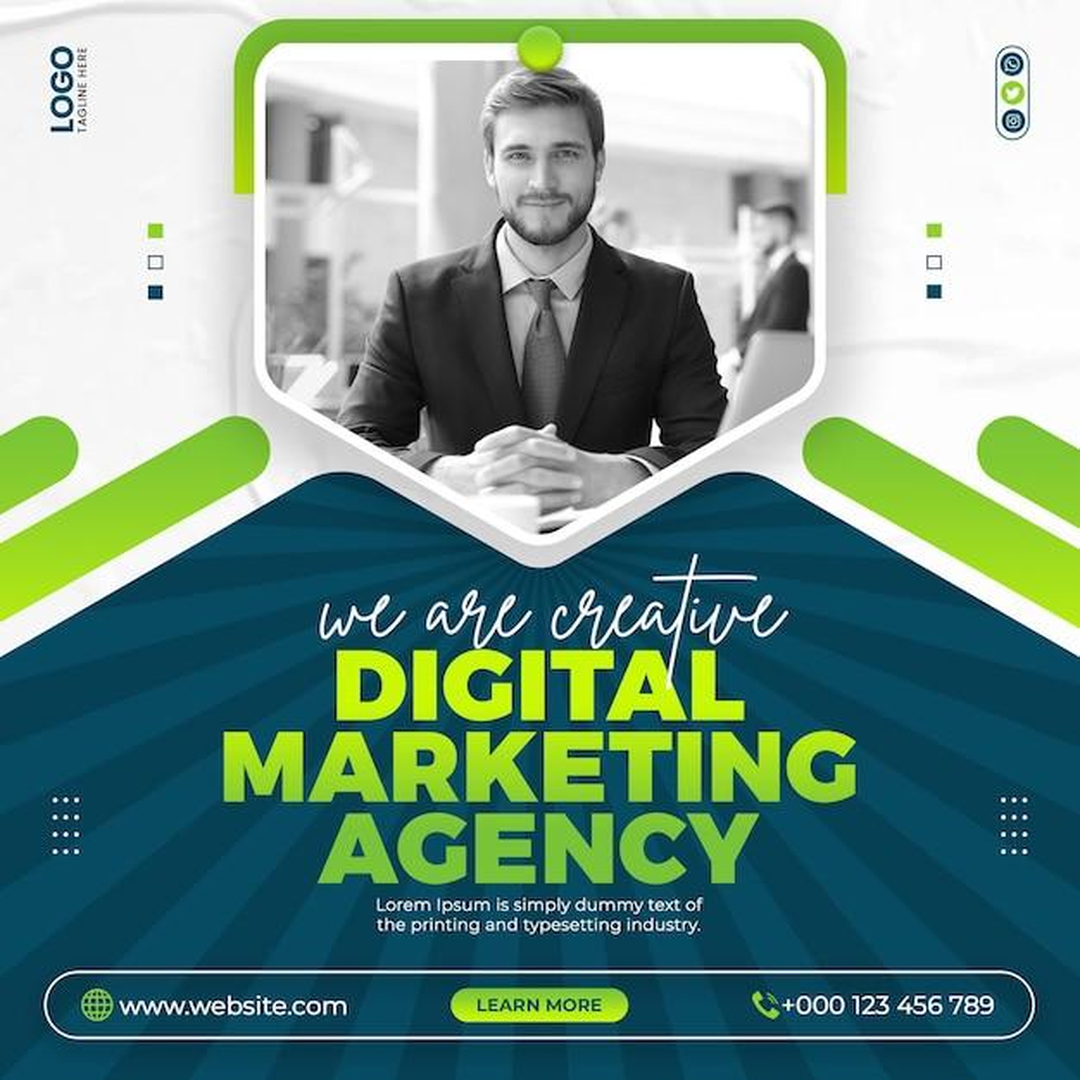 LOGO
TAGLINE HERE
we are creative
DIGITAL
MARKETING
AGENCY
Lorem Ipsum is simply dummy text of
the printing and typesetting industry.
www.website.com
LEARN MORE
+000 123 456 789